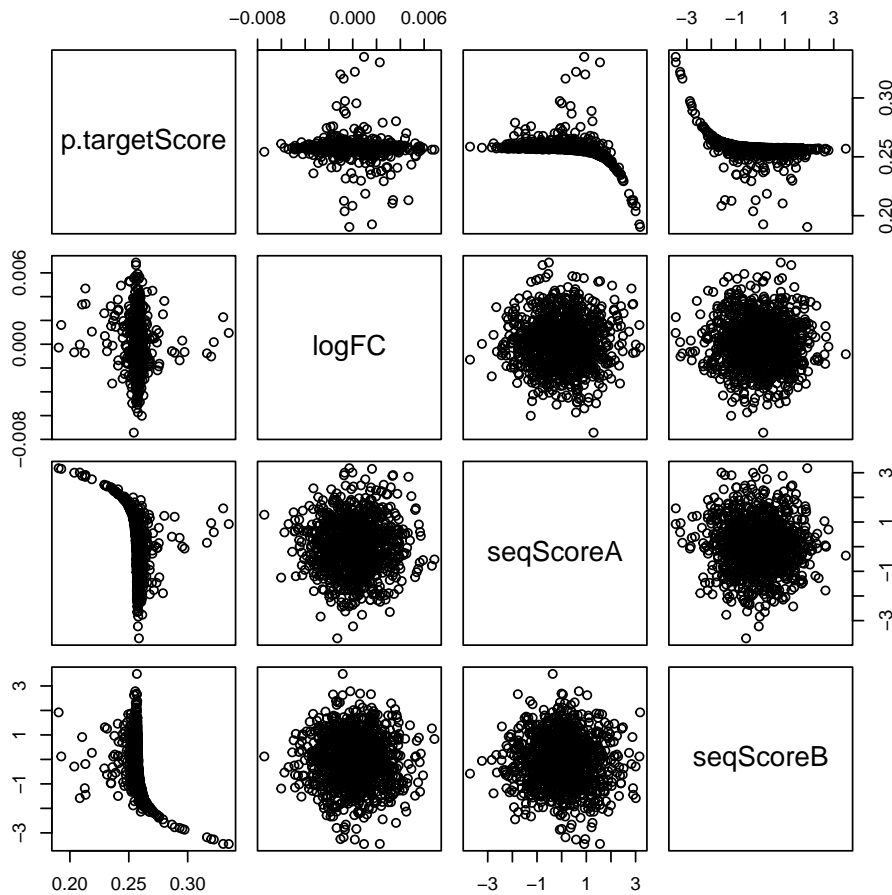 −0.008 0.000 0.006 −3 −1 1 3
p.targetScore
0.20 0.25 0.30
−0.008 0.000 0.006
logFC
seqScoreA
−3 −1 1 3
−3 −1 1 3
seqScoreB
0.20 0.25 0.30 −3 −1 1 3